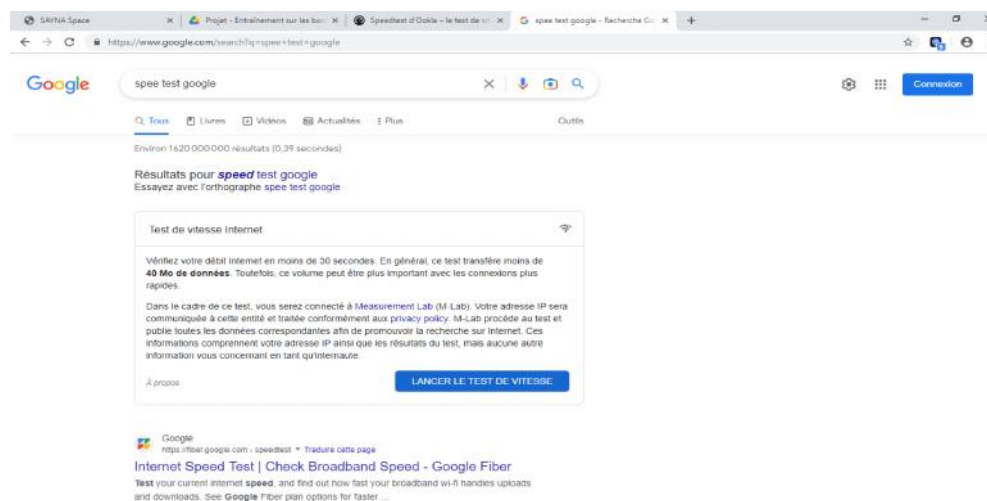 SAYNA Space
Projet - Entraînement sur les bas
Speedtest d'Ookla – le test de vi
spee test google - Recherche Go
https://www.google.com/search?q=spee+test+google
Google
spee test google
Connexion
Tous Livres Vidéos Actualités Plus Outils
Environ 1 620 000 000 résultats (0,39 secondes)
Résultats pour speed test google
Essayez avec l'orthographe spee test google
Test de vitesse Internet
Vérifiez votre débit Internet en moins de 30 secondes. En général, ce test transfère moins de
40 Mo de données. Toutefois, ce volume peut être plus important avec les connexions plus
rapides.
Dans le cadre de ce test, vous serez connecté à Measurement Lab (M-Lab). Votre adresse IP sera
communiquée à cette entité et traitée conformément aux privacy policy. M-Lab procède au test et
publie toutes les données correspondantes afin de promouvoir la recherche sur Internet. Ces
informations comprennent votre adresse IP ainsi que les résultats du test, mais aucune autre
information vous concernant en tant qu'internaute.
À propos
LANCER LE TEST DE VITESSE
Google
https://fiber.google.com › speedtest Traduire cette page
Internet Speed Test | Check Broadband Speed - Google Fiber
Test your current internet speed, and find out how fast your broadband wi-fi handles uploads
and downloads. See Google Fiber plan options for faster ...